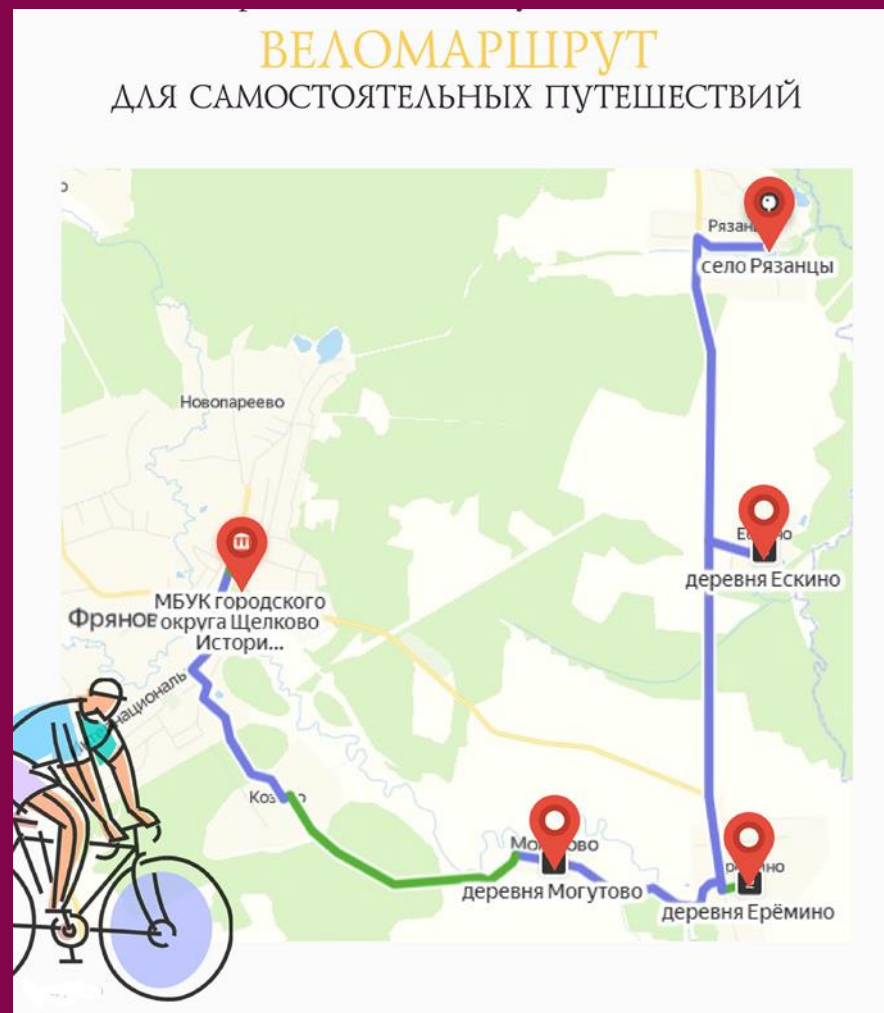 ВЕЛОМАРШРУТ
ДЛЯ САМОСТОЯТЕЛЬНЫХ ПУТЕШЕСТВИЙ
село Рязанцы
Новопареево
деревня Ескино
МБУК городского
округа Щелково
Истори...
деревня Могутово
деревня Ерёмино